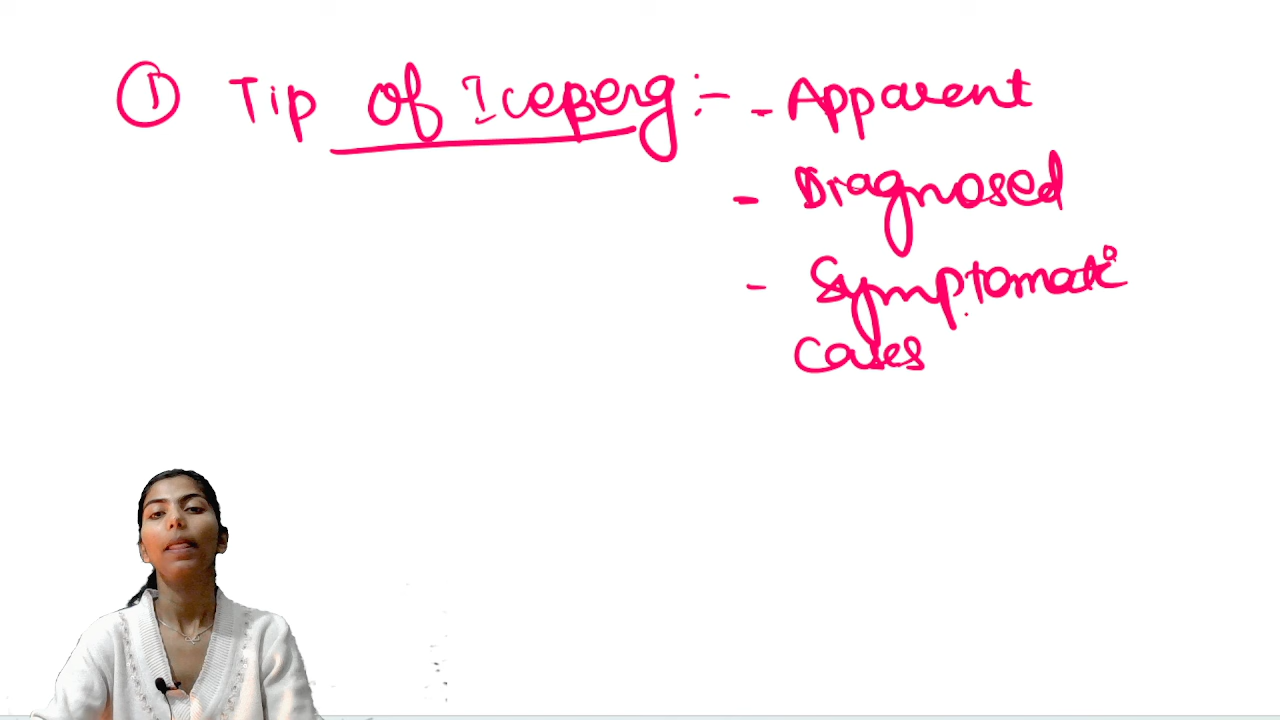 ① Tip of Iceberg :- - Apparent
- Diagnosed
- Symptomatic
Cases